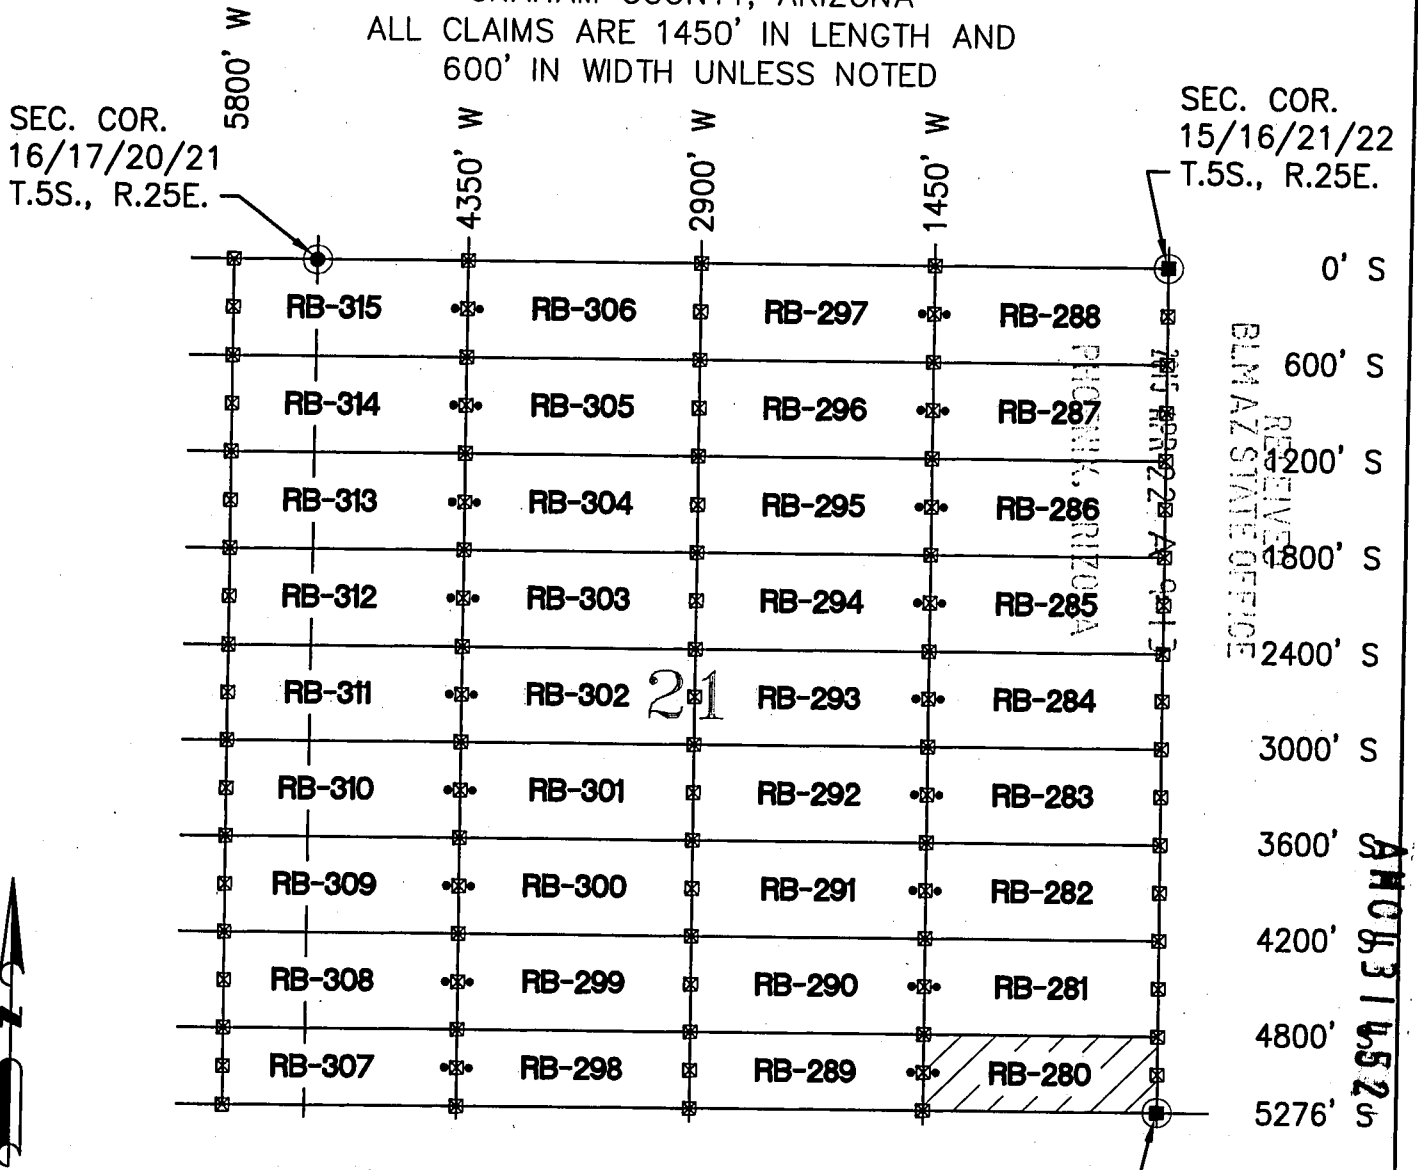 GRAHAM COUNTY, ARIZONA
ALL CLAIMS ARE 1450' IN LENGTH AND
600' IN WIDTH UNLESS NOTED
SEC. COR.
16/17/20/21
T.5S., R.25E.
5800' W
4350' W
2900' W
1450' W
SEC. COR.
15/16/21/22
T.5S., R.25E.
RB-315 RB-306 RB-297 RB-288 0' S
RB-314 RB-305 RB-296 RB-287 600' S
RB-313 RB-304 RB-295 RB-286 1200' S
RB-312 RB-303 RB-294 RB-285 1800' S
RB-311 RB-302 RB-293 RB-284 2400' S
21
RB-310 RB-301 RB-292 RB-283 3000' S
RB-309 RB-300 RB-291 RB-282 3600' S
RB-308 RB-299 RB-290 RB-281 4200' S
RB-307 RB-298 RB-289 RB-280 4800' S
5276' S
BLM AZ STATE OFFICE
N